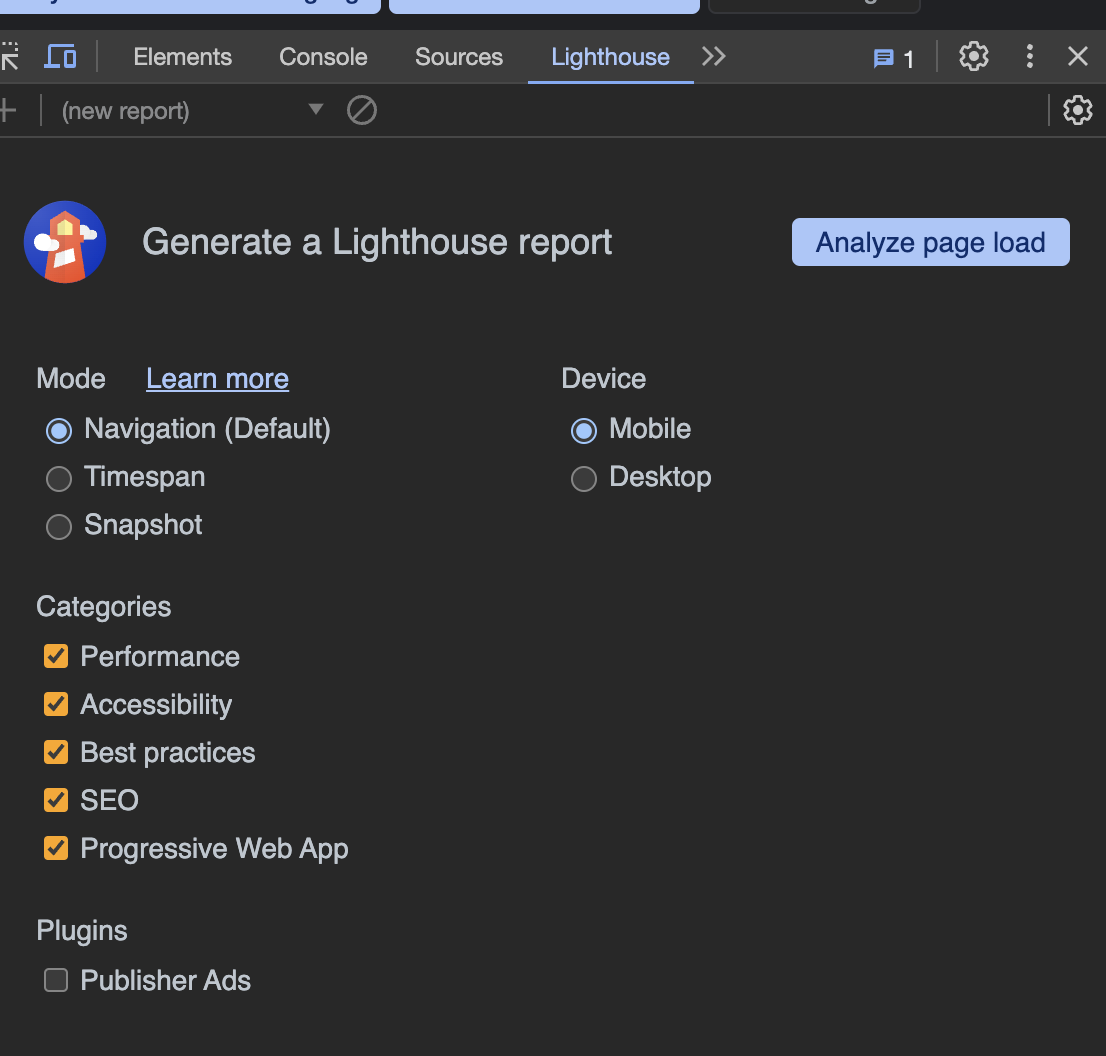 Elements Console Sources Lighthouse 1
(new report)
Generate a Lighthouse report Analyze page load
Mode Learn more Device
Navigation (Default) Mobile
Timespan Desktop
Snapshot
Categories
Performance
Accessibility
Best practices
SEO
Progressive Web App
Plugins
Publisher Ads